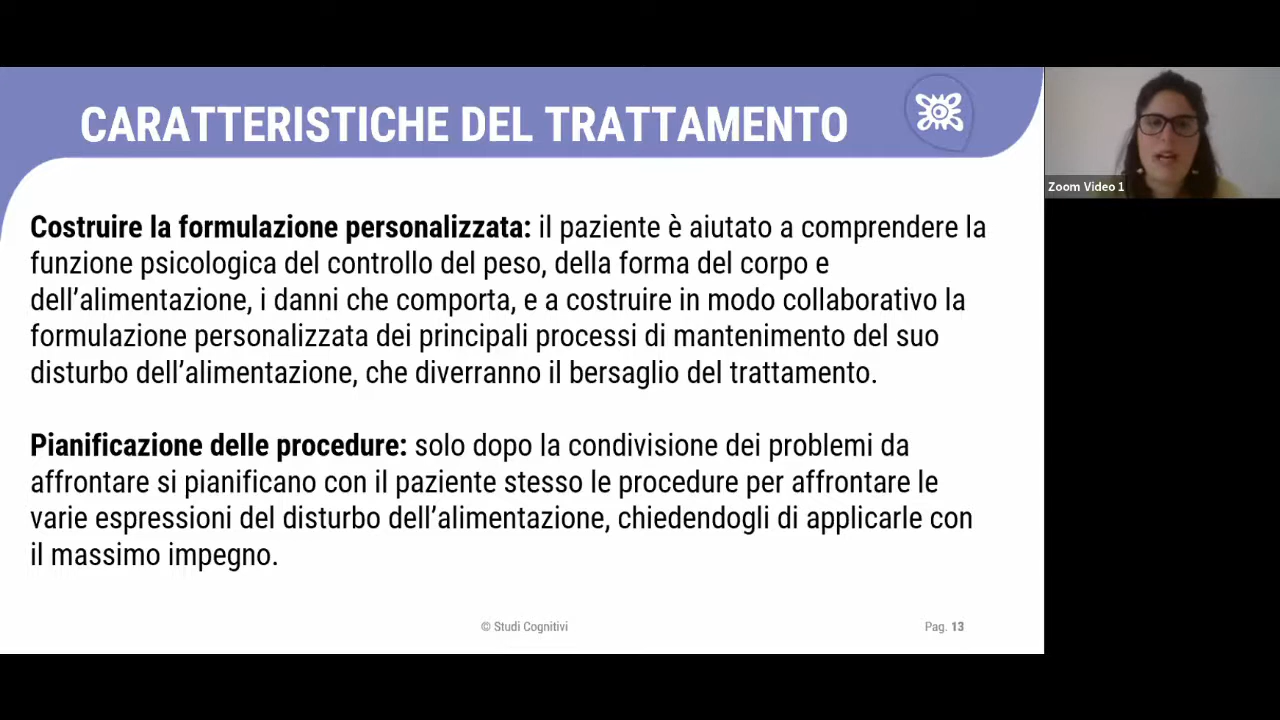 CARATTERISTICHE DEL TRATTAMENTO
Zoom Video 1
Costruire la formulazione personalizzata: il paziente è aiutato a comprendere la
funzione psicologica del controllo del peso, della forma del corpo e
dell’alimentazione, i danni che comporta, e a costruire in modo collaborativo la
formulazione personalizzata dei principali processi di mantenimento del suo
disturbo dell’alimentazione, che diverranno il bersaglio del trattamento.
Pianificazione delle procedure: solo dopo la condivisione dei problemi da
affrontare si pianificano con il paziente stesso le procedure per affrontare le
varie espressioni del disturbo dell’alimentazione, chiedendogli di applicarle con
il massimo impegno.
© Studi Cognitivi
Pag. 13